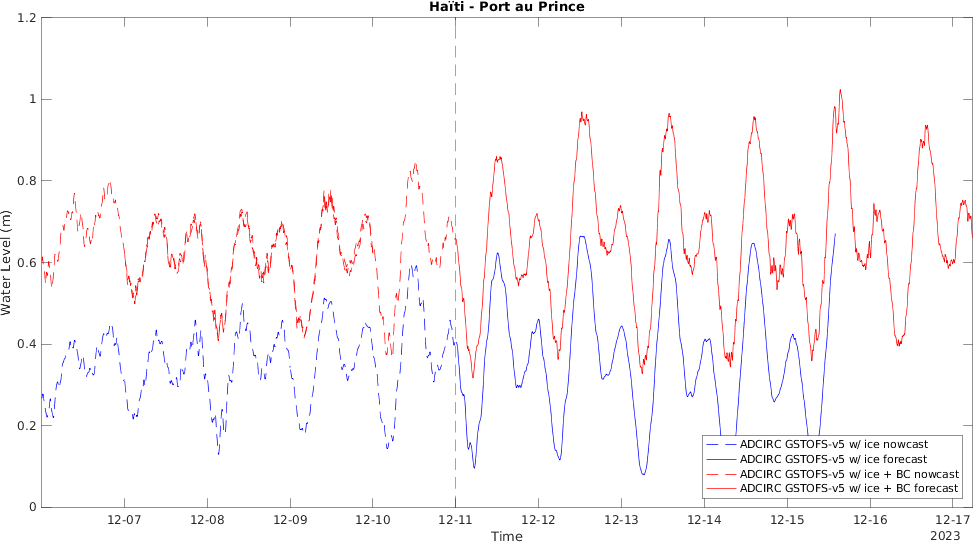 Haïti - Port au Prince
1.2
1
0.8
0.6
0.4
0.2
0
Water Level (m)
ADCIRC GSTOFS-v5 w/ ice nowcast
ADCIRC GSTOFS-v5 w/ ice forecast
ADCIRC GSTOFS-v5 w/ ice + BC nowcast
ADCIRC GSTOFS-v5 w/ ice + BC forecast
12-07 12-08 12-09 12-10 12-11 12-12 12-13 12-14 12-15 12-16 12-17
Time 2023